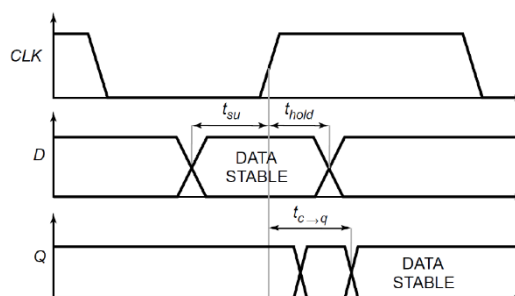 CLK
t_su
t_hold
D
DATA
STABLE
t_c→q
Q
DATA
STABLE